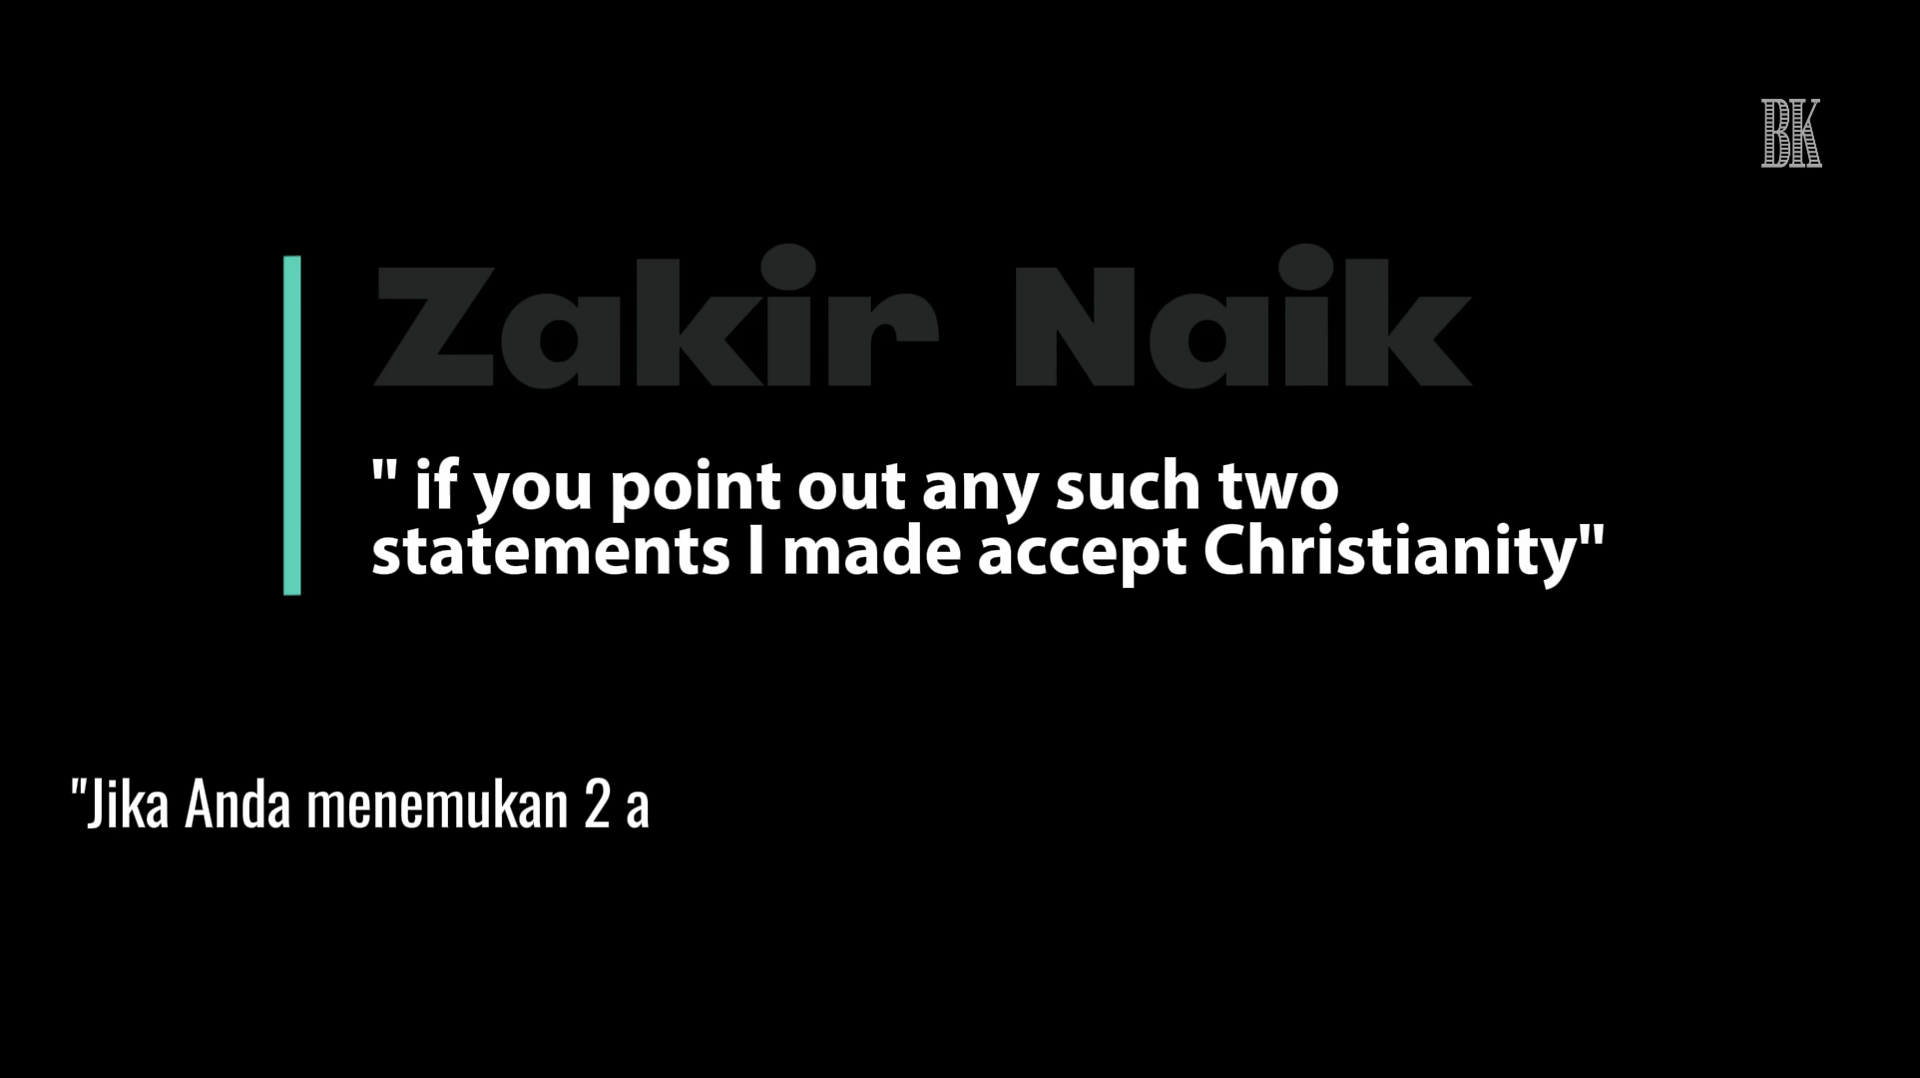 BK
Zakir Naik
" if you point out any such two
statements I made accept Christianity"
"Jika Anda menemukan 2 a